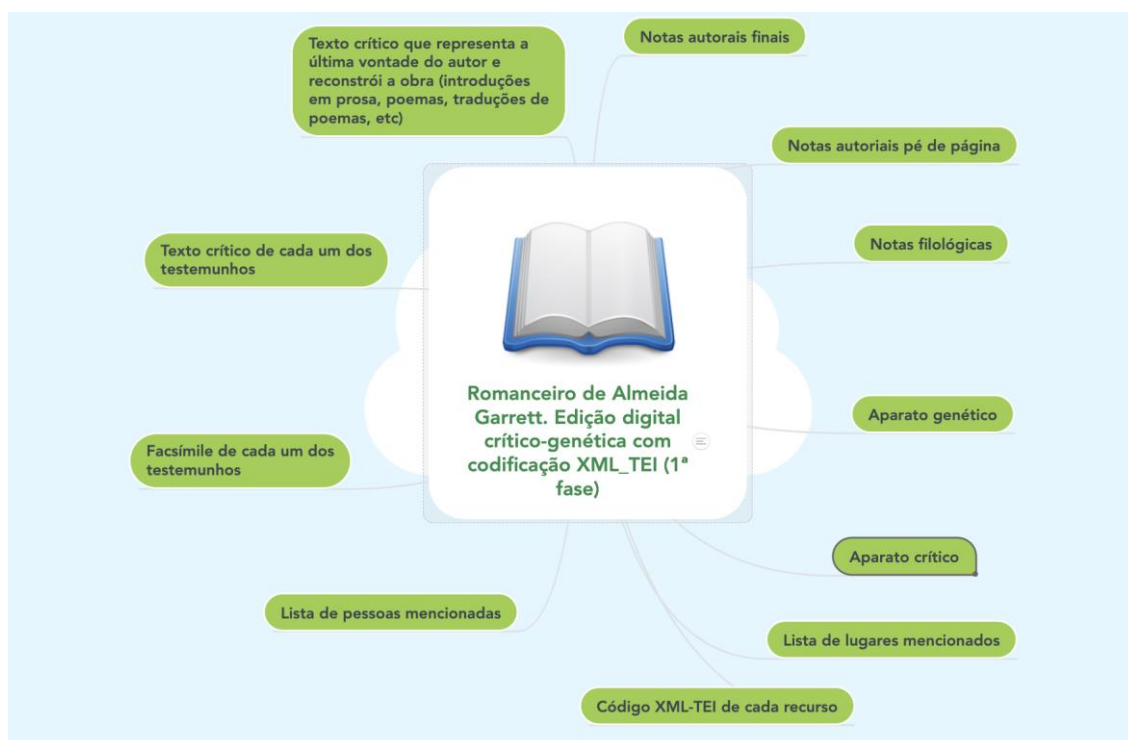 Texto crítico que representa a
última vontade do autor e
reconstrói a obra (introduções
em prosa, poemas, traduções de
poemas, etc)
Notas autorais finais
Notas autoriais pé de página
Texto crítico de cada um dos
testemunhos
Notas filológicas
Romanceiro de Almeida
Garrett. Edição digital
crítico-genética com
codificação XML_TEI (1ª
fase)
Aparato genético
Facsímile de cada um dos
testemunhos
Aparato crítico
Lista de pessoas mencionadas
Lista de lugares mencionados
Código XML-TEI de cada recurso